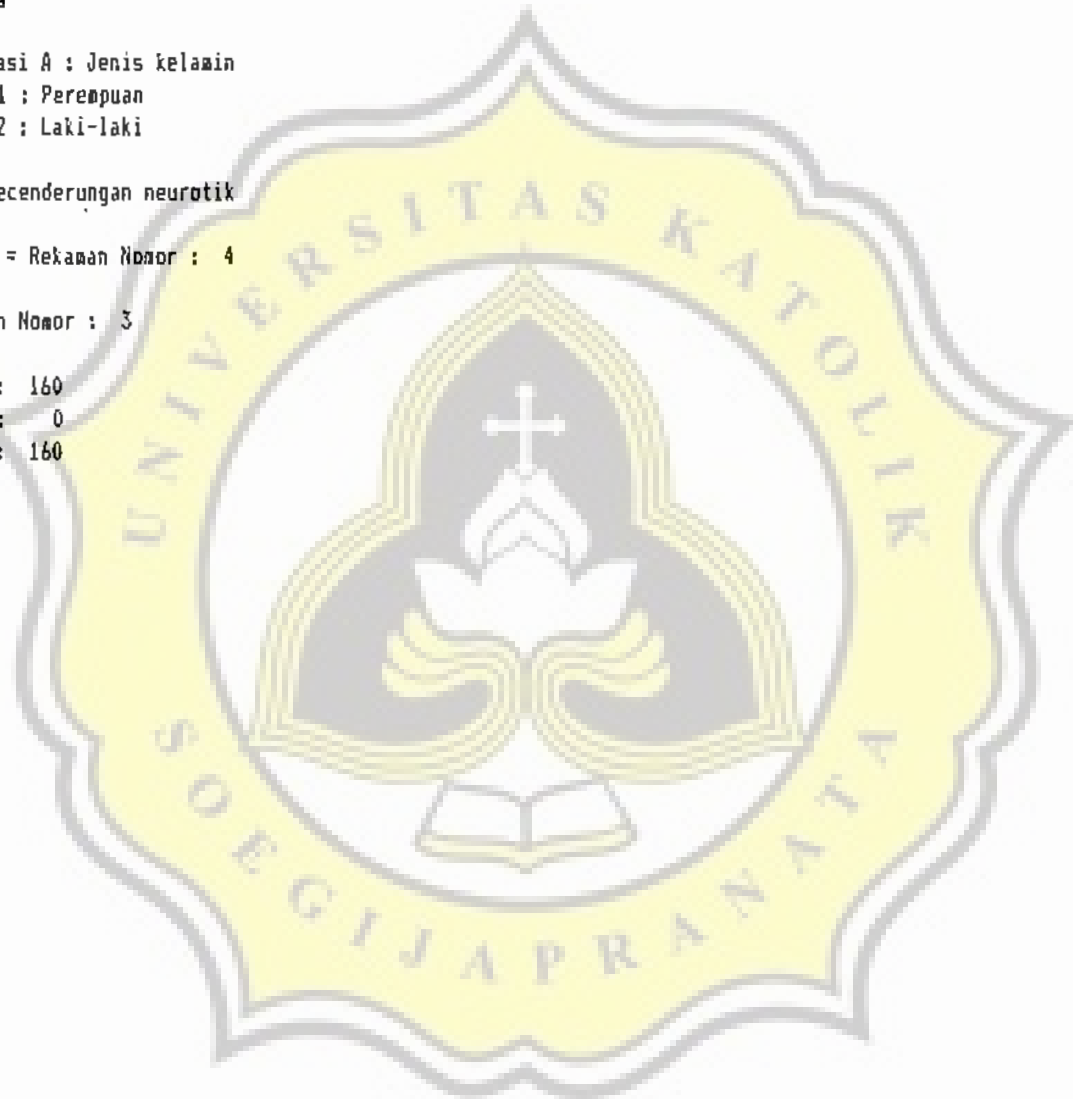 asi A : Jenis kelamin
1 : Perempuan
2 : Laki-laki
ecenderungan neurotik
= Rekaman Nomor : 4
n Nomor : 3
: 160
: 0
: 160
UNIVERSITAS KATOLIK
SOEGIJAPRANATA